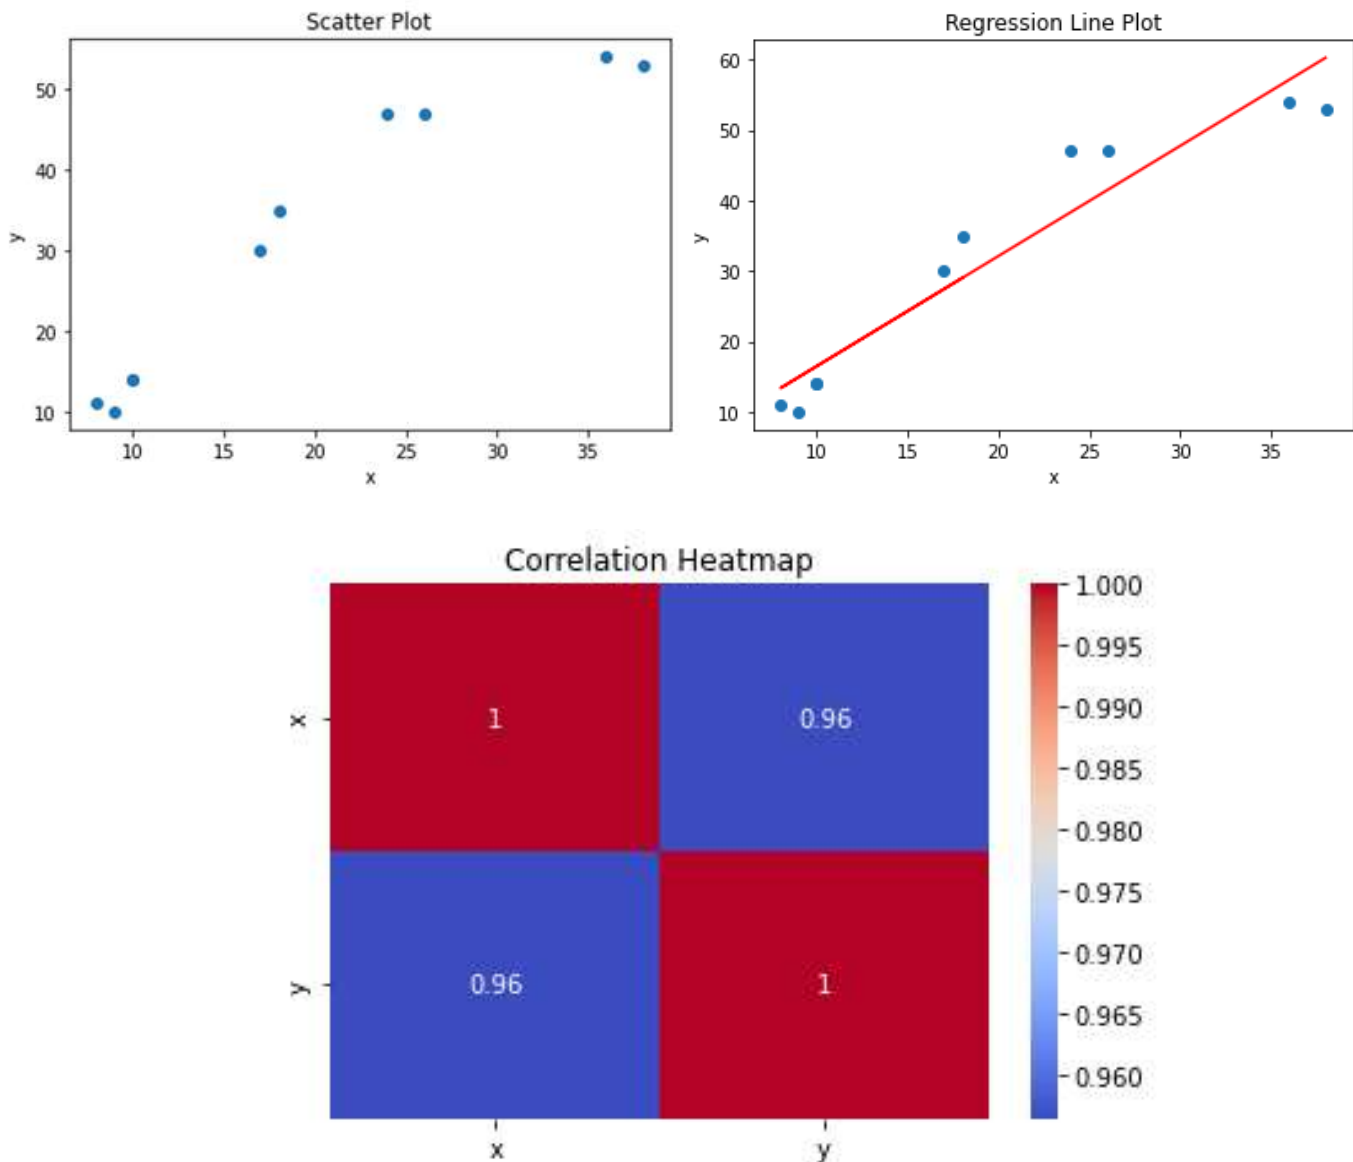 Scatter Plot
50
40
30
20
10
y
10 15 20 25 30 35
x
Regression Line Plot
60
50
40
30
20
10
y
10 15 20 25 30 35
x
Correlation Heatmap
x
1 0.96
y
0.96 1
x y
1.000
0.995
0.990
0.985
0.980
0.975
0.970
0.965
0.960